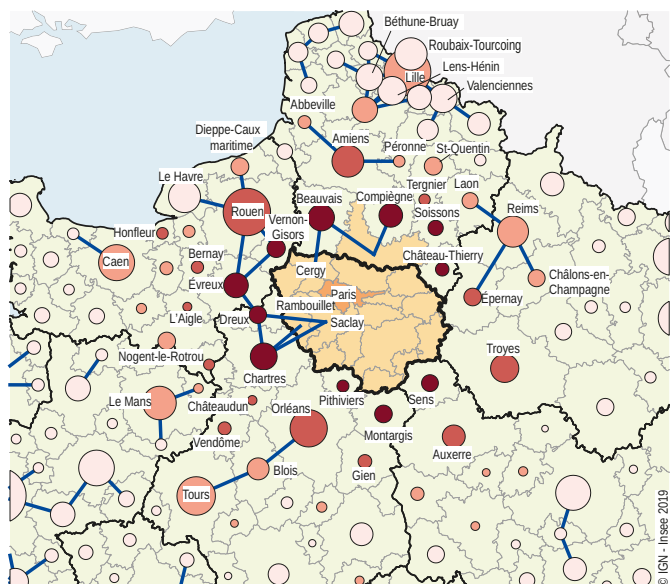 Béthune-Bruay
Roubaix-Tourcoing
Lens-Hénin
Lille
Valenciennes
Abbeville
Dieppe-Caux
maritime
Amiens
Péronne
St-Quentin
Le Havre
Tergnier
Laon
Beauvais
Compiègne
Soissons
Reims
Rouen
Vernon-
Gisors
Honfleur
Caen
Bernay
Cergy
Château-Thierry
Châlons-en-
Champagne
Évreux
Paris
Épernay
Rambouillet
L'Aigle
Dreux
Saclay
Nogent-le-Rotrou
Troyes
Chartres
Le Mans
Châteaudun
Orléans
Pithiviers
Sens
Vendôme
Montargis
Auxerre
Blois
Gien
Tours
IGN - Insee 2019